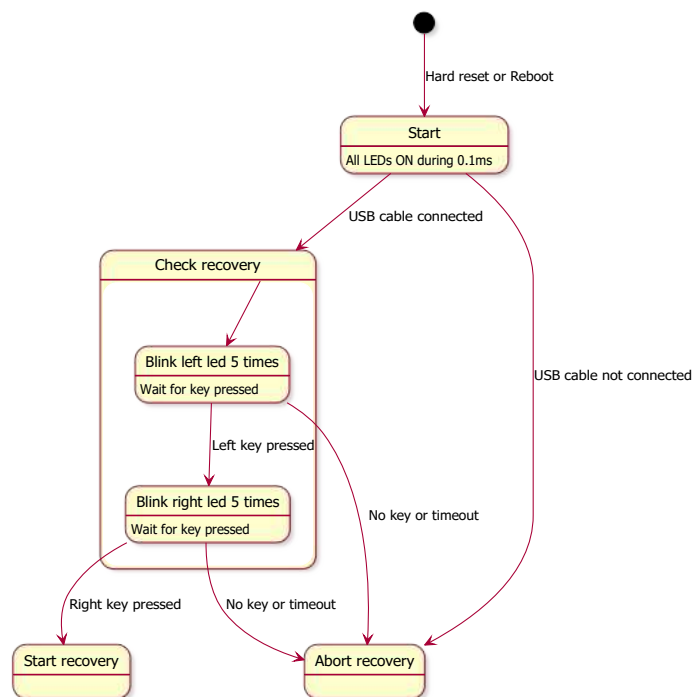 Hard reset or Reboot
Start
All LEDs ON during 0.1ms
USB cable connected
Check recovery
Blink left led 5 times
USB cable not connected
Wait for key pressed
Left key pressed
Blink right led 5 times
No key or timeout
Wait for key pressed
Right key pressed
No key or timeout
Start recovery
Abort recovery